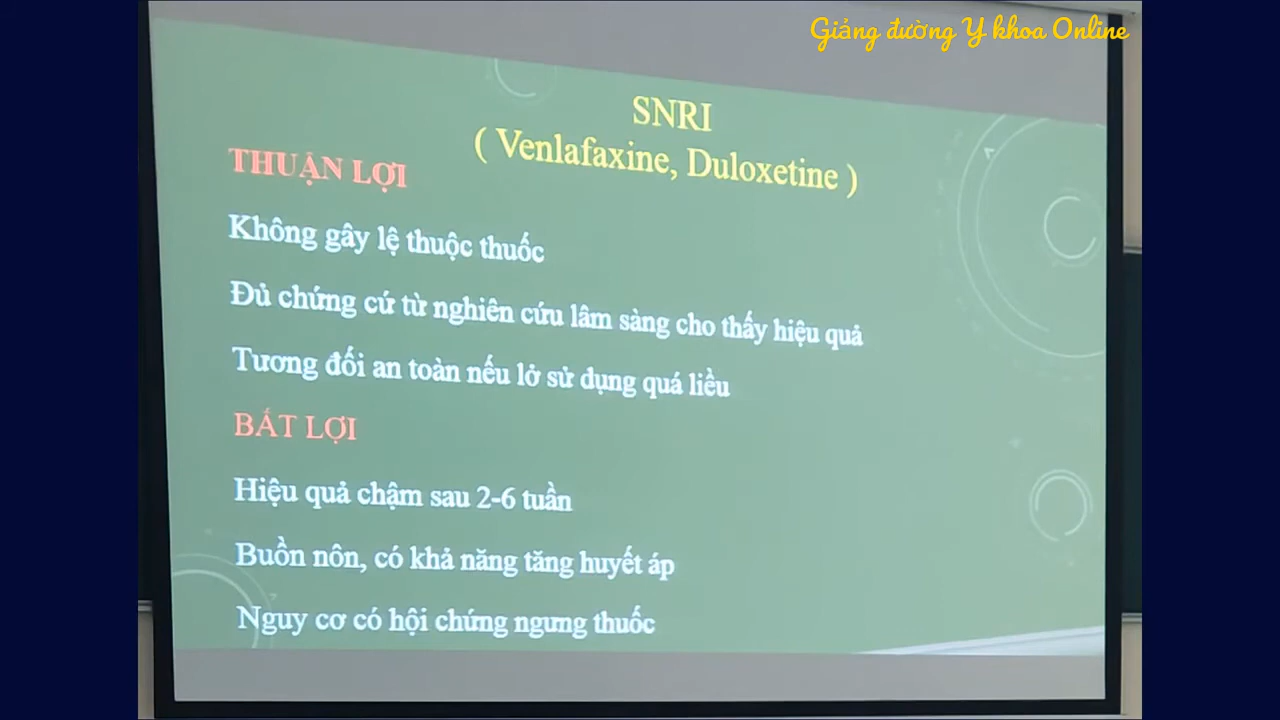 Giảng đường Y khoa Online
SNRI
( Venlafaxine, Duloxetine )
THUẬN LỢI
Không gây lệ thuộc thuốc
Đủ chứng cứ từ nghiên cứu lâm sàng cho thấy hiệu quả
Tương đối an toàn nếu lở sử dụng quá liều
BẤT LỢI
Hiệu quả chậm sau 2-6 tuần
Buồn nôn, có khả năng tăng huyết áp
Nguy cơ có hội chứng ngưng thuốc